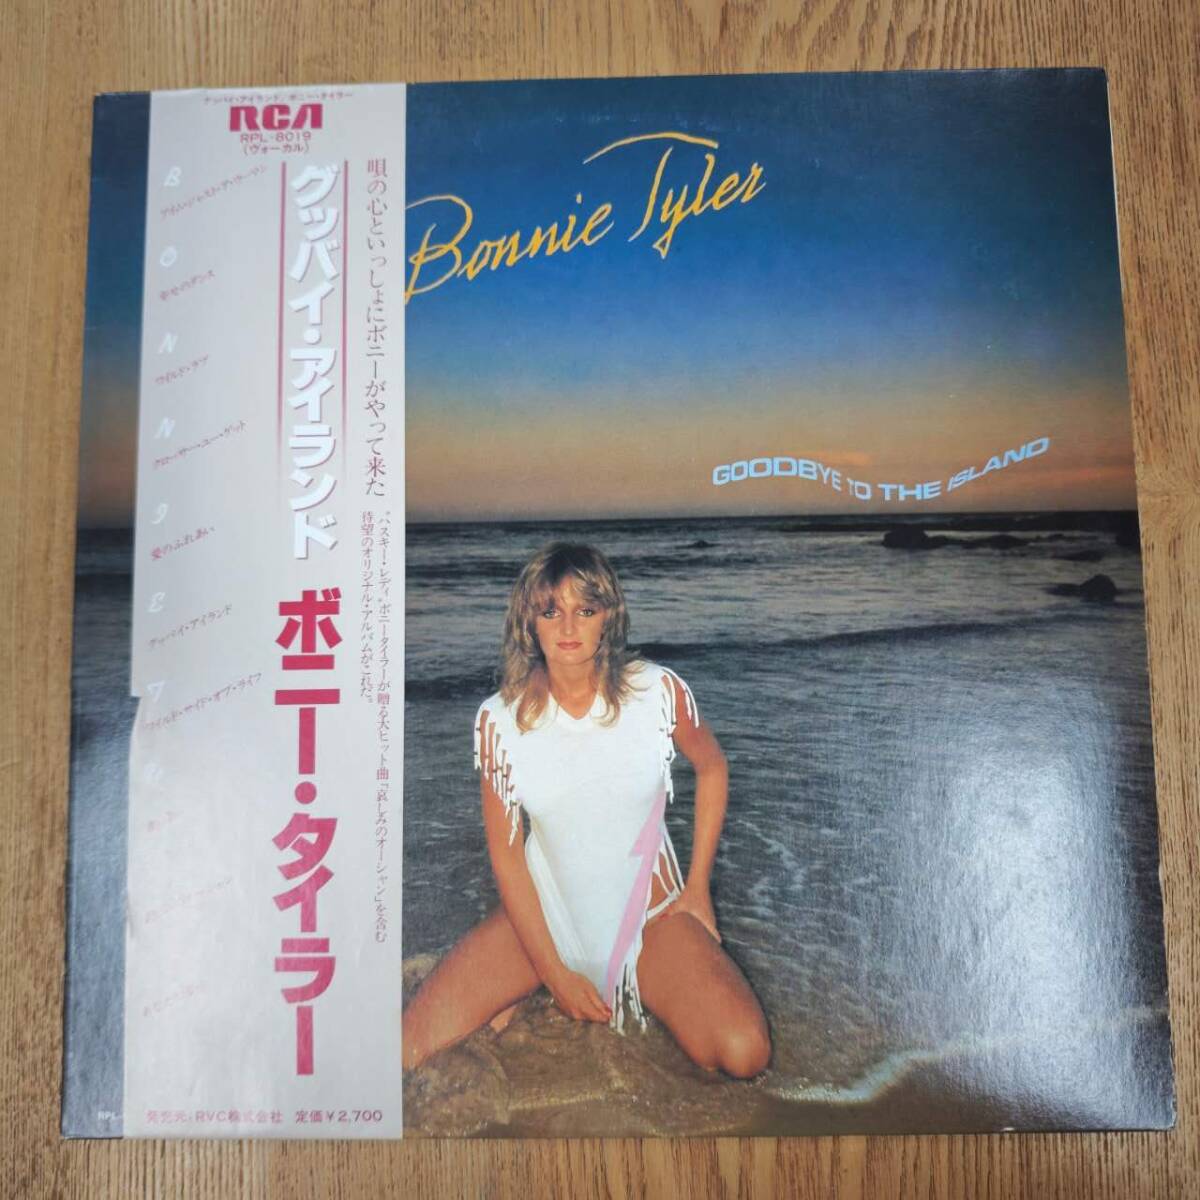 グッバイ・アイランド/ボニー・タイラー
RCA
RPL-8019
(ヴォーカル)
唄の心といっしょにボニーがやって来た
"ハスキー・レディ"ボニータイラーが贈る大ヒット曲「哀しみのオーシャン」を含む
待望のオリジナル・アルバムがこれだ。
グッバイ・アイランド
ボニー・タイラー
アイム・ジャスト・ア・ウーマン
幸せのダンス
ワイルド・ラブ
クローサー・ユー・ゲット
愛のふれあい
グッバイ・アイランド
ワイルド・サイド・オブ・ライフ
発売元:RVC株式会社 定価¥2,700
RPL-
Bonnie Tyler
GOODBYE TO THE ISLAND